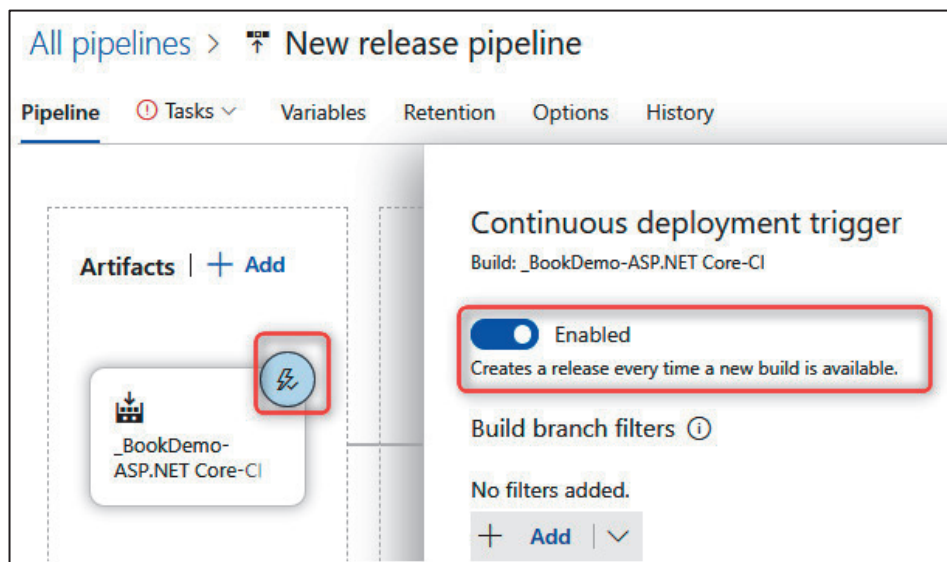 All pipelines > New release pipeline
Pipeline Tasks Variables Retention Options History
Artifacts | + Add
_BookDemo-
ASP.NET Core-CI
Continuous deployment trigger
Build: _BookDemo-ASP.NET Core-CI
Enabled
Creates a release every time a new build is available.
Build branch filters
No filters added.
+ Add